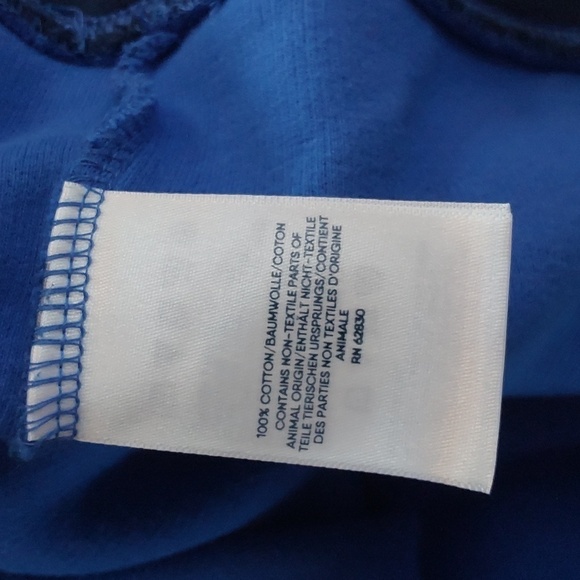 100% COTTON/BAUMWOLLE/COTON
CONTAINS NON-TEXTILE PARTS OF
ANIMAL ORIGIN/ENTHÄLT NICHT-TEXTILE
TEILE TIERISCHEN URSPRUNGS/CONTIENT
DES PARTIES NON TEXTILES D'ORIGINE
ANIMALE
RN 62830